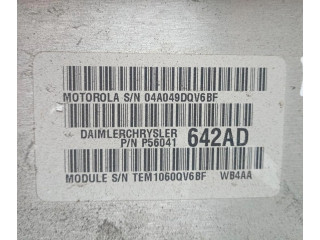 MOTOROLA S/N 04A049DQV6BF
DAIMLERCHRYSLER
P/N P56041 642AD
MODULE S/N TEM1060QV6BF WB4AA